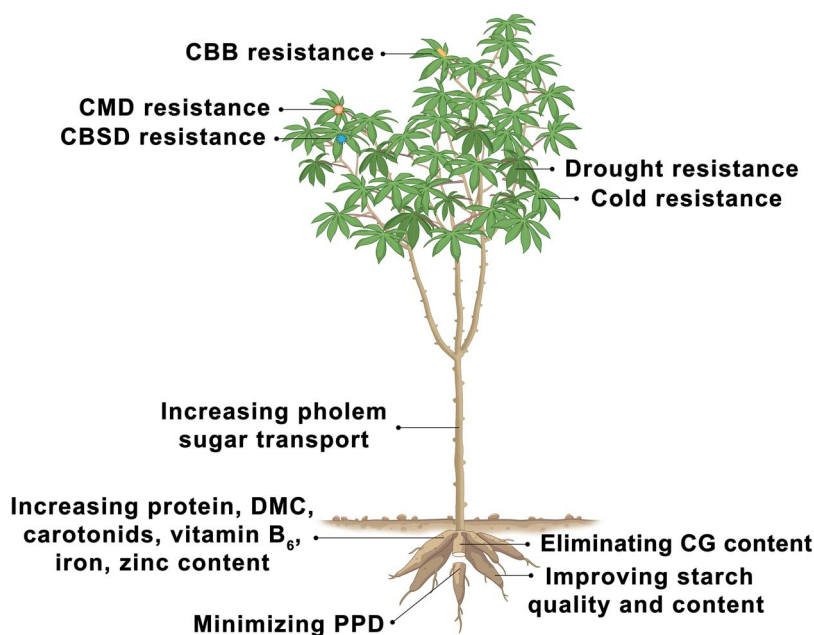 CBB resistance
CMD resistance
CBSD resistance
Drought resistance
Cold resistance
Increasing pholem
sugar transport
Increasing protein, DMC,
carotonids, vitamin B₆,
iron, zinc content
Eliminating CG content
Improving starch
quality and content
Minimizing PPD